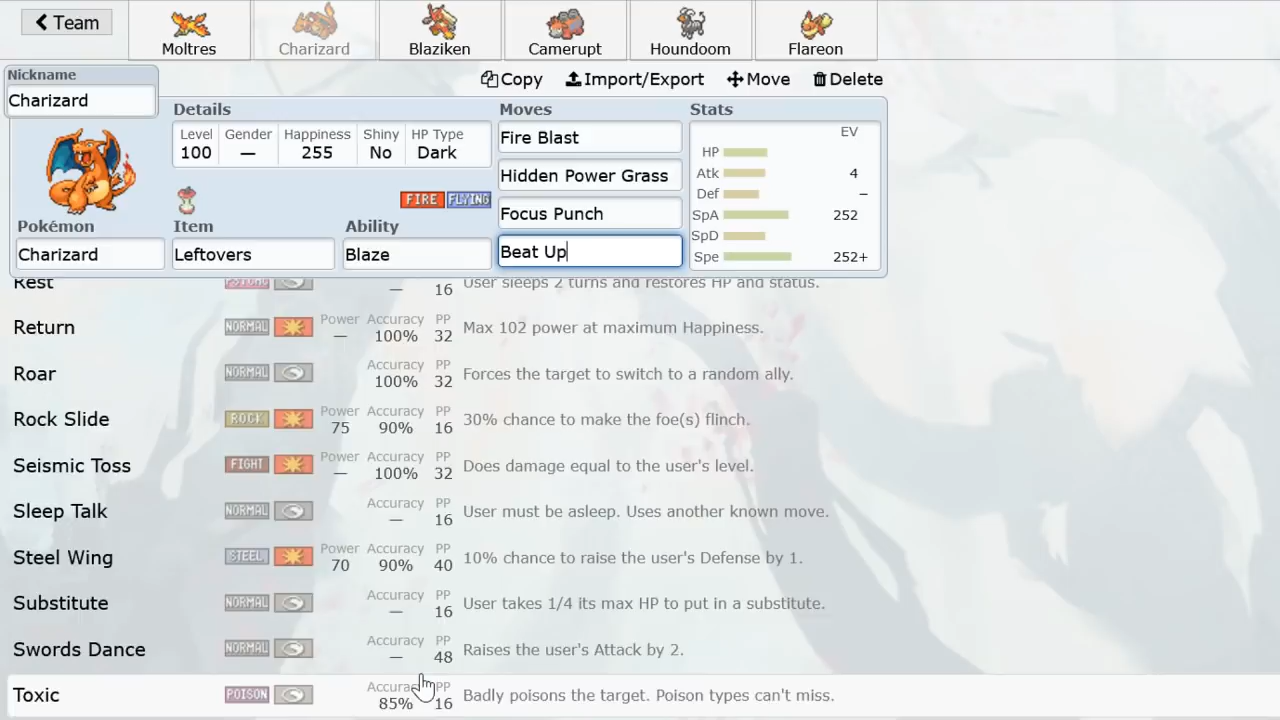 Team
Moltres
Charizard
Blaziken
Camerupt
Houndoom
Flareon
Copy
Import/Export
Move
Delete
Nickname
Charizard
Details
Level
100
Gender
—
Happiness
255
Shiny
No
HP Type
Dark
FIRE
FLYING
Pokémon
Charizard
Item
Leftovers
Ability
Blaze
Moves
Fire Blast
Hidden Power Grass
Focus Punch
Beat Up
Stats
EV
HP
Atk 4
Def –
SpA 252
SpD
Spe 252+
Rest — 16 User sleeps 2 turns and restores HP and status.
Return NORMAL Power — Accuracy 100% PP 32 Max 102 power at maximum Happiness.
Roar NORMAL Accuracy 100% PP 32 Forces the target to switch to a random ally.
Rock Slide ROCK Power 75 Accuracy 90% PP 16 30% chance to make the foe(s) flinch.
Seismic Toss FIGHT Power — Accuracy 100% PP 32 Does damage equal to the user's level.
Sleep Talk NORMAL Accuracy — PP 16 User must be asleep. Uses another known move.
Steel Wing STEEL Power 70 Accuracy 90% PP 40 10% chance to raise the user's Defense by 1.
Substitute NORMAL Accuracy — PP 16 User takes 1/4 its max HP to put in a substitute.
Swords Dance NORMAL Accuracy — PP 48 Raises the user's Attack by 2.
Toxic POISON Accuracy 85% PP 16 Badly poisons the target. Poison types can't miss.